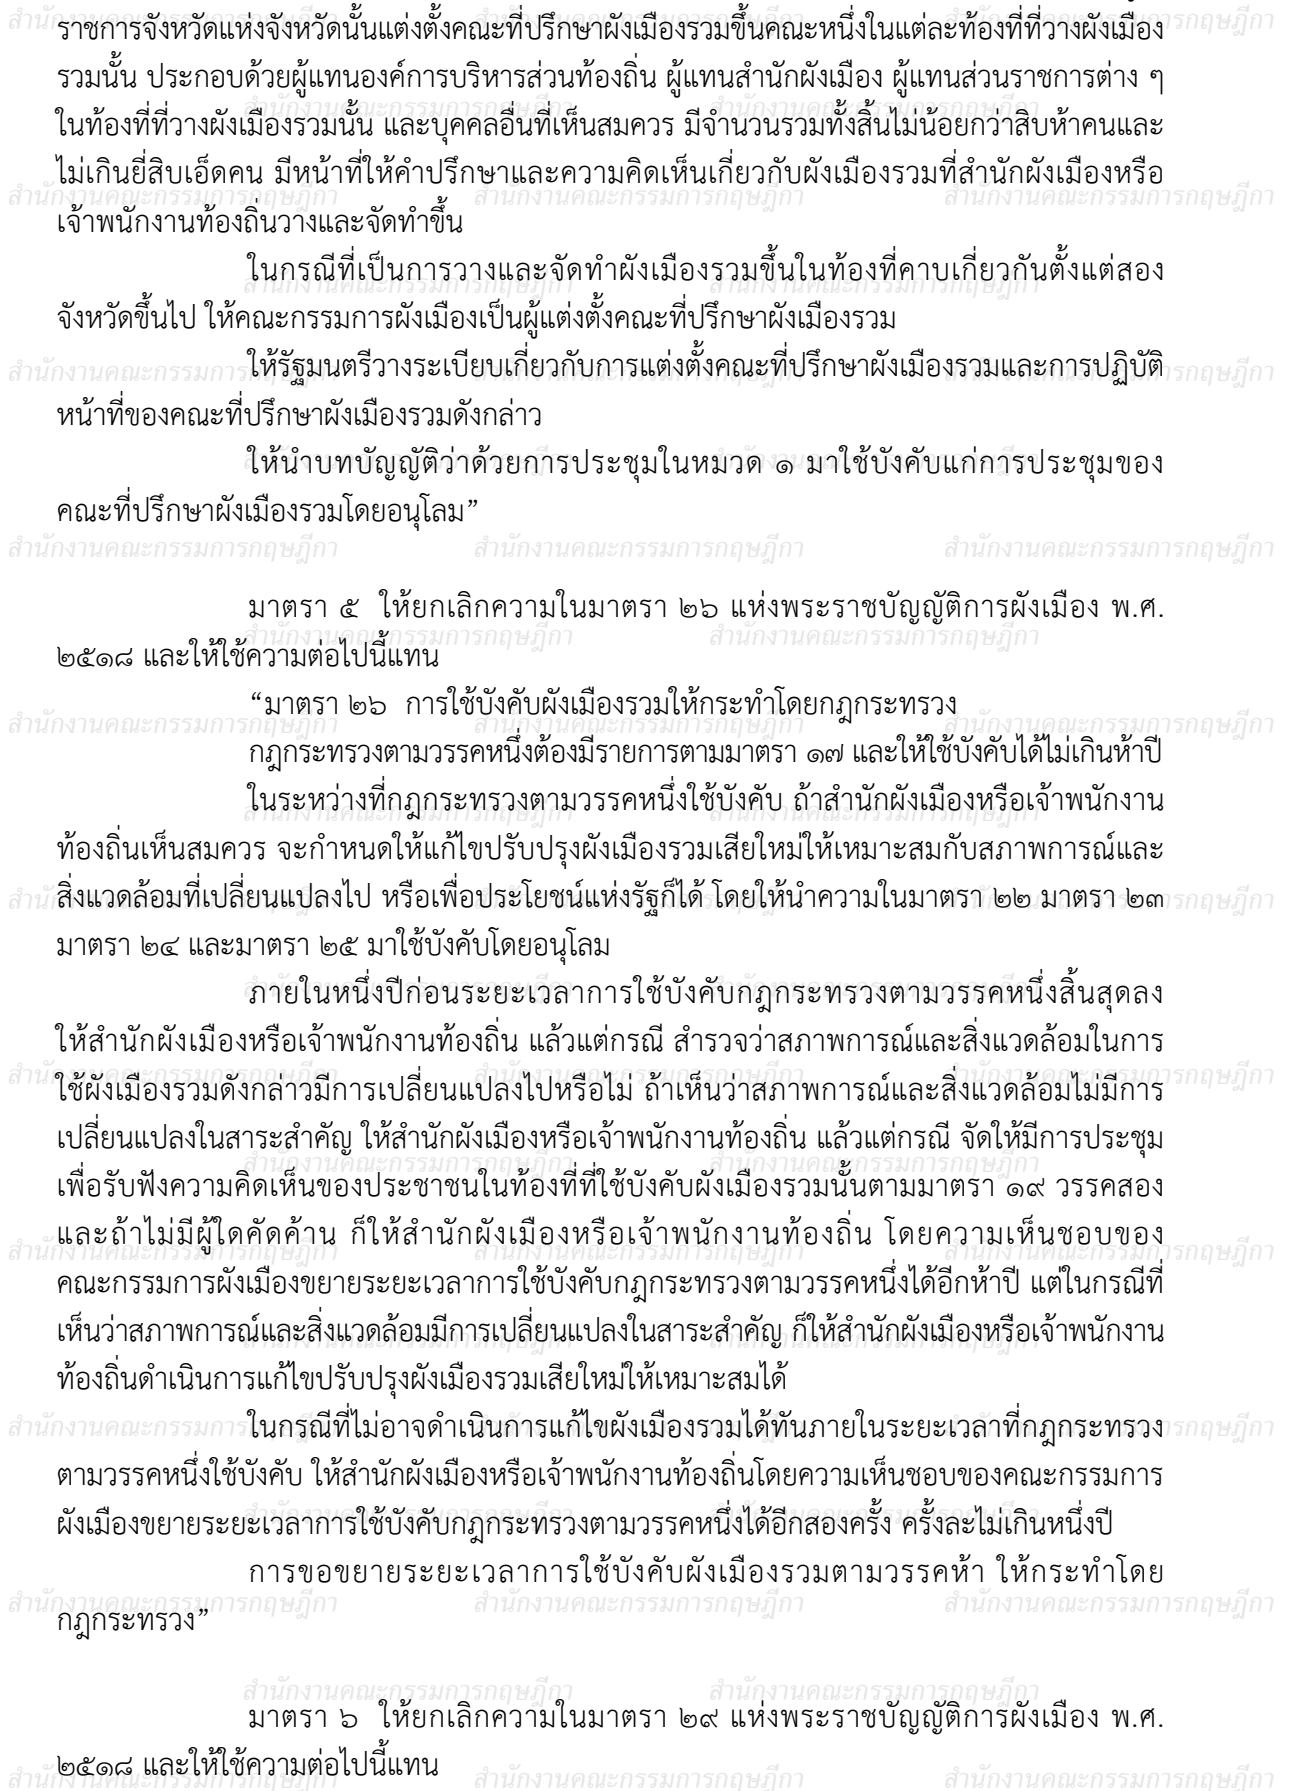 ราชการจังหวัดแห่งจังหวัดนั้นแต่งตั้งคณะที่ปรึกษาผังเมืองรวมขึ้นคณะหนึ่งในแต่ละท้องที่ที่วางผังเมือง
รวมนั้น ประกอบด้วยผู้แทนองค์การบริหารส่วนท้องถิ่น ผู้แทนสำนักผังเมือง ผู้แทนส่วนราชการต่าง ๆ
ในท้องที่ที่วางผังเมืองรวมนั้น และบุคคลอื่นที่เห็นสมควร มีจำนวนรวมทั้งสิ้นไม่น้อยกว่าสิบห้าคนและ
ไม่เกินยี่สิบเอ็ดคน มีหน้าที่ให้คำปรึกษาและความคิดเห็นเกี่ยวกับผังเมืองรวมที่สำนักผังเมืองหรือ
เจ้าพนักงานท้องถิ่นวางและจัดทำขึ้น
ในกรณีที่เป็นการวางและจัดทำผังเมืองรวมขึ้นในท้องที่คาบเกี่ยวกันตั้งแต่สอง
จังหวัดขึ้นไป ให้คณะกรรมการผังเมืองเป็นผู้แต่งตั้งคณะที่ปรึกษาผังเมืองรวม
ให้รัฐมนตรีวางระเบียบเกี่ยวกับการแต่งตั้งคณะที่ปรึกษาผังเมืองรวมและการปฏิบัติ
หน้าที่ของคณะที่ปรึกษาผังเมืองรวมดังกล่าว
ให้นำบทบัญญัติว่าด้วยการประชุมในหมวด ๑ มาใช้บังคับแก่การประชุมของ
คณะที่ปรึกษาผังเมืองรวมโดยอนุโลม”
มาตรา ๕ ให้ยกเลิกความในมาตรา ๒๖ แห่งพระราชบัญญัติการผังเมือง พ.ศ.
๒๕๑๘ และให้ใช้ความต่อไปนี้แทน
“มาตรา ๒๖ การใช้บังคับผังเมืองรวมให้กระทำโดยกฎกระทรวง
กฎกระทรวงตามวรรคหนึ่งต้องมีรายการตามมาตรา ๑๗ และให้ใช้บังคับได้ไม่เกินห้าปี
ในระหว่างที่กฎกระทรวงตามวรรคหนึ่งใช้บังคับ ถ้าสำนักผังเมืองหรือเจ้าพนักงาน
ท้องถิ่นเห็นสมควร จะกำหนดให้แก้ไขปรับปรุงผังเมืองรวมเสียใหม่ให้เหมาะสมกับสภาพการณ์และ
สิ่งแวดล้อมที่เปลี่ยนแปลงไป หรือเพื่อประโยชน์แห่งรัฐก็ได้ โดยให้นำความในมาตรา ๒๒ มาตรา ๒๓
มาตรา ๒๔ และมาตรา ๒๕ มาใช้บังคับโดยอนุโลม
ภายในหนึ่งปีก่อนระยะเวลาการใช้บังคับกฎกระทรวงตามวรรคหนึ่งสิ้นสุดลง
ให้สำนักผังเมืองหรือเจ้าพนักงานท้องถิ่น แล้วแต่กรณี สำรวจว่าสภาพการณ์และสิ่งแวดล้อมในการ
ใช้ผังเมืองรวมดังกล่าวมีการเปลี่ยนแปลงไปหรือไม่ ถ้าเห็นว่าสภาพการณ์และสิ่งแวดล้อมไม่มีการ
เปลี่ยนแปลงในสาระสำคัญ ให้สำนักผังเมืองหรือเจ้าพนักงานท้องถิ่น แล้วแต่กรณี จัดให้มีการประชุม
เพื่อรับฟังความคิดเห็นของประชาชนในท้องที่ที่ใช้บังคับผังเมืองรวมนั้นตามมาตรา ๑๙ วรรคสอง
และถ้าไม่มีผู้ใดคัดค้าน ก็ให้สำนักผังเมืองหรือเจ้าพนักงานท้องถิ่น โดยความเห็นชอบของ
คณะกรรมการผังเมืองขยายระยะเวลาการใช้บังคับกฎกระทรวงตามวรรคหนึ่งได้อีกห้าปี แต่ในกรณีที่
เห็นว่าสภาพการณ์และสิ่งแวดล้อมมีการเปลี่ยนแปลงในสาระสำคัญ ก็ให้สำนักผังเมืองหรือเจ้าพนักงาน
ท้องถิ่นดำเนินการแก้ไขปรับปรุงผังเมืองรวมเสียใหม่ให้เหมาะสมได้
ในกรณีที่ไม่อาจดำเนินการแก้ไขผังเมืองรวมได้ทันภายในระยะเวลาที่กฎกระทรวง
ตามวรรคหนึ่งใช้บังคับ ให้สำนักผังเมืองหรือเจ้าพนักงานท้องถิ่นโดยความเห็นชอบของคณะกรรมการ
ผังเมืองขยายระยะเวลาการใช้บังคับกฎกระทรวงตามวรรคหนึ่งได้อีกสองครั้ง ครั้งละไม่เกินหนึ่งปี
การขอขยายระยะเวลาการใช้บังคับผังเมืองรวมตามวรรคห้า ให้กระทำโดย
กฎกระทรวง”
มาตรา ๖ ให้ยกเลิกความในมาตรา ๒๙ แห่งพระราชบัญญัติการผังเมือง พ.ศ.
๒๕๑๘ และให้ใช้ความต่อไปนี้แทน